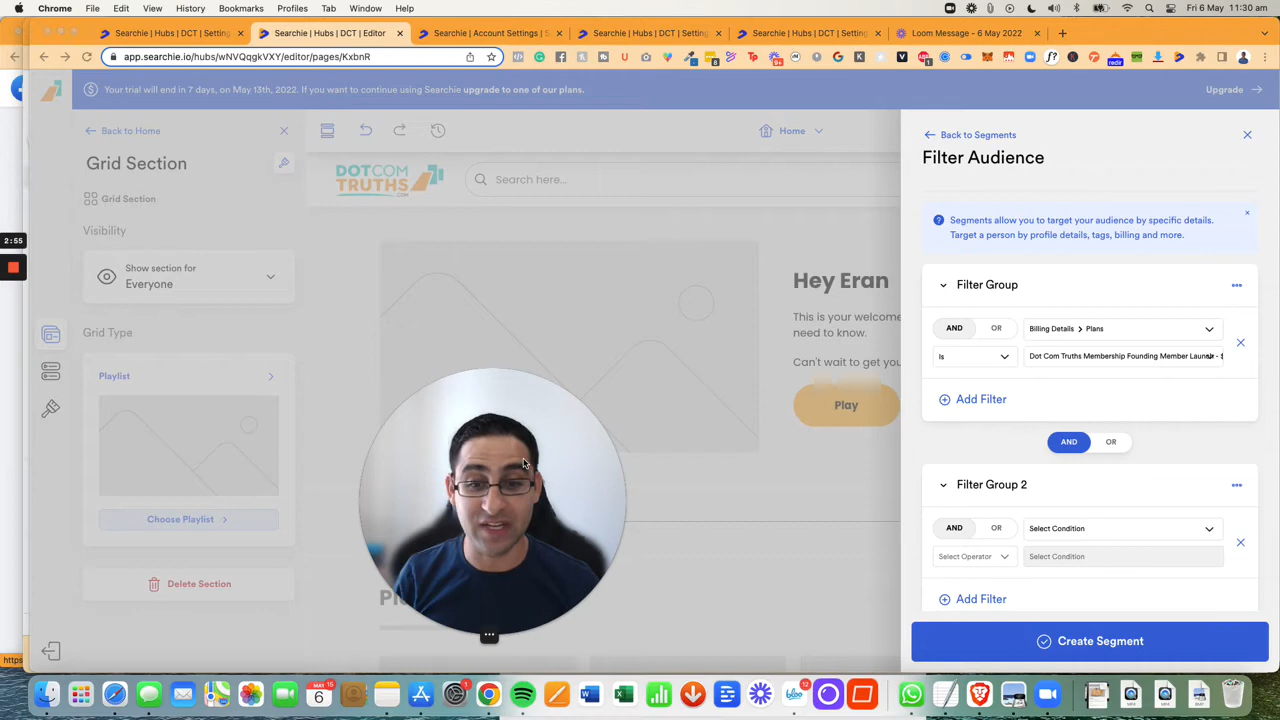 Chrome File Edit View History Bookmarks Profiles Tab Window Help Fri 6 May 11:30 am
Searchie | Hubs | DCT | Setting
Searchie | Hubs | DCT | Editor
Searchie | Account Settings | S
Searchie | Hubs | DCT | Setting
Searchie | Hubs | DCT | Setting
Loom Message - 6 May 2022
app.searchie.io/hubs/wNVQqgkVXY/editor/pages/KxbnR
Your trial will end in 7 days, on May 13th, 2022. If you want to continue using Searchie upgrade to one of our plans.
Upgrade
Back to Home
Grid Section
Grid Section
Visibility
Show section for
Everyone
Grid Type
Playlist
Choose Playlist
Delete Section
2:55
https
Home
DOTCOM
TRUTHS
.COM
Search here...
Hey Eran
This is your welcome
need to know.
Can't wait to get you
Play
Back to Segments
Filter Audience
Segments allow you to target your audience by specific details.
Target a person by profile details, tags, billing and more.
Filter Group
AND OR
Billing Details > Plans
Is
Dot Com Truths Membership Founding Member Launch
Add Filter
AND OR
Filter Group 2
AND OR
Select Condition
Select Operator
Select Condition
Add Filter
Create Segment